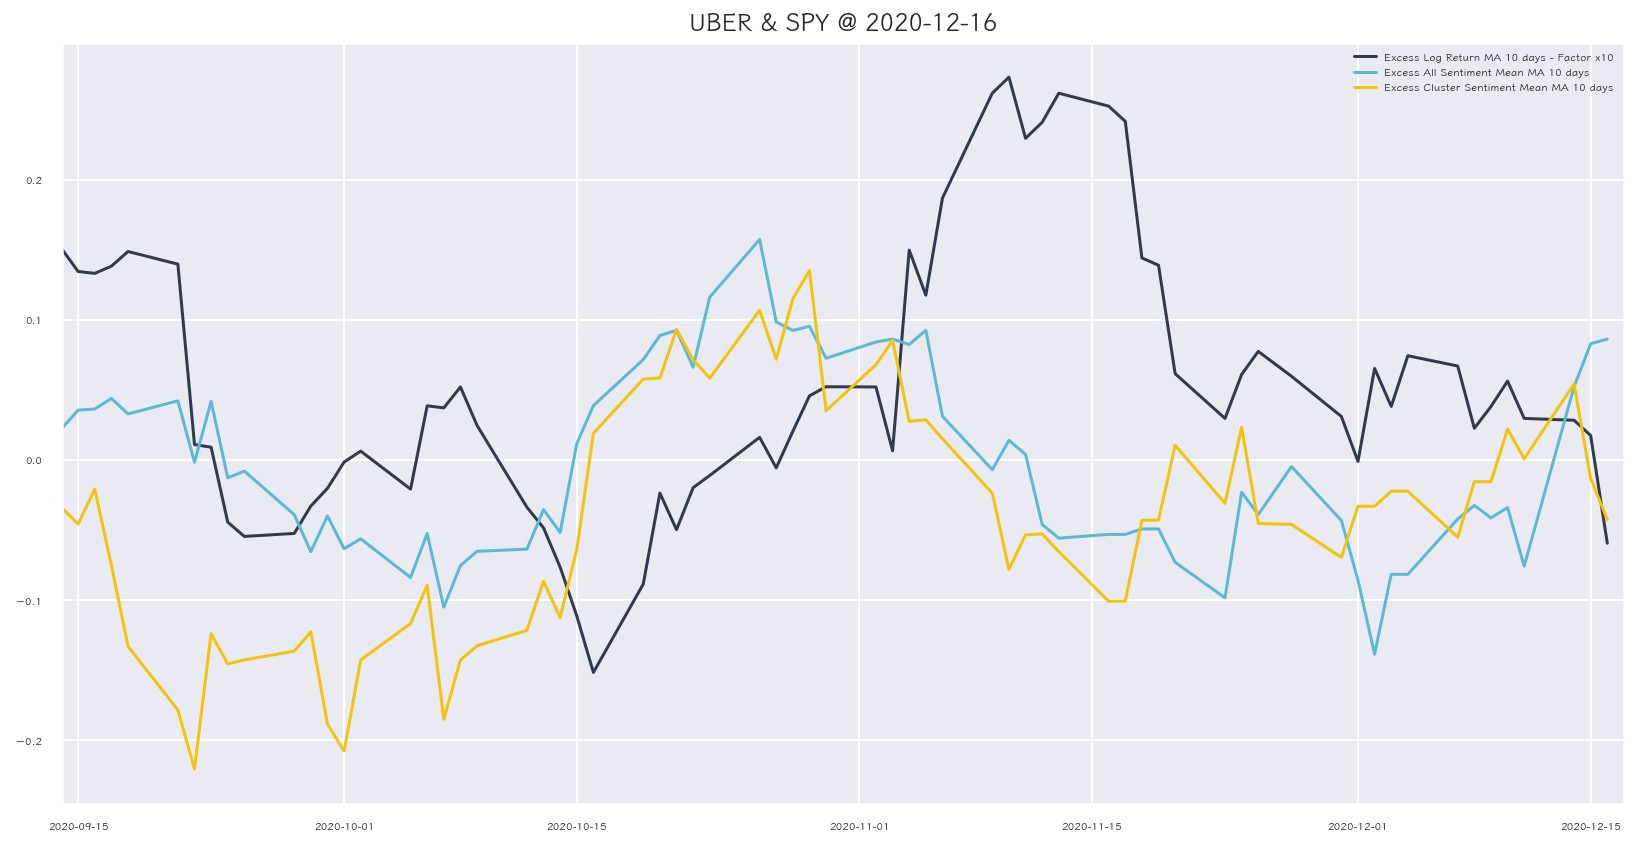 UBER & SPY @ 2020-12-16
Excess Log Return MA 10 days - Factor x10
Excess All Sentiment Mean MA 10 days
Excess Cluster Sentiment Mean MA 10 days
0.2
0.1
0.0
−0.1
−0.2
2020-09-15 2020-10-01 2020-10-15 2020-11-01 2020-11-15 2020-12-01 2020-12-15